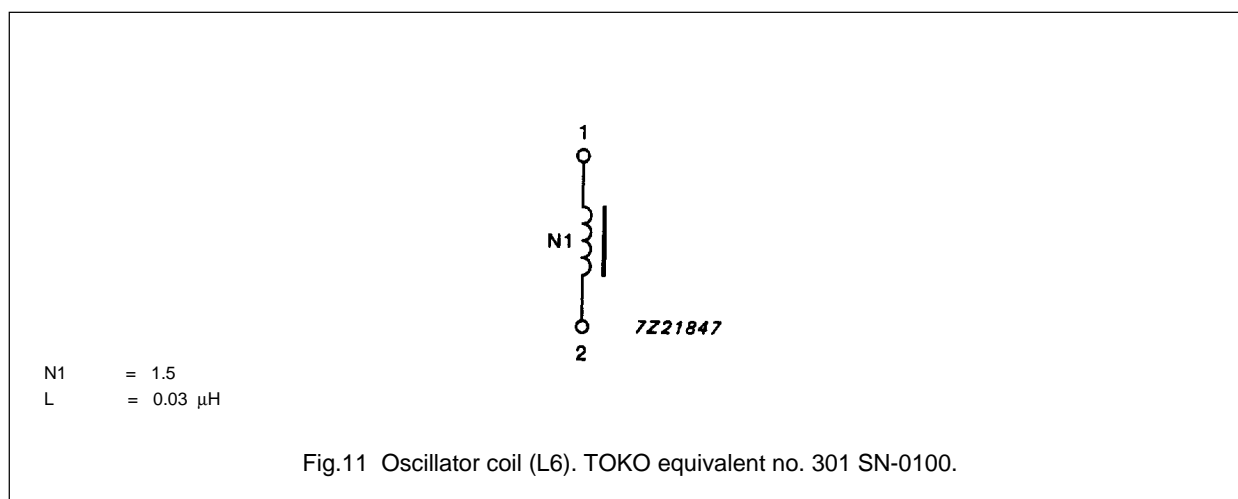 1
N1
7Z21847
2
N1 = 1.5
L = 0.03 μH
Fig.11 Oscillator coil (L6). TOKO equivalent no. 301 SN-0100.